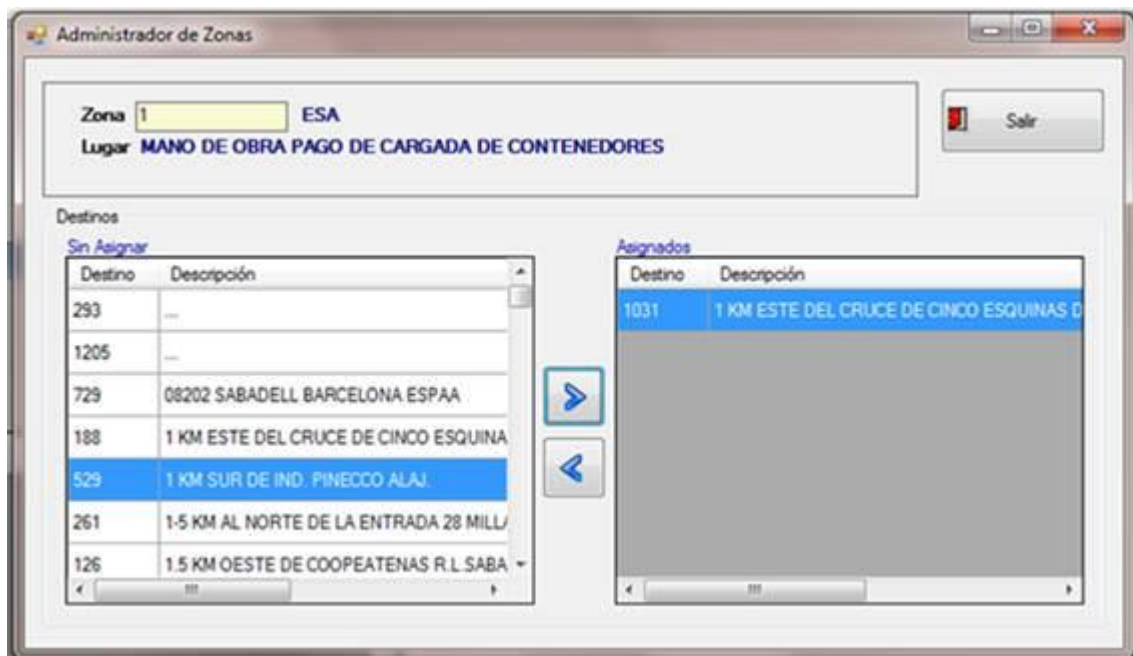 Administrador de Zonas
Zona 1 ESA
Lugar MANO DE OBRA PAGO DE CARGADA DE CONTENEDORES
Salir
Destinos
Sin Asignar
Destino Descripción
293 ...
1205 ...
729 08202 SABADELL BARCELONA ESPAA
188 1 KM ESTE DEL CRUCE DE CINCO ESQUINA
529 1 KM SUR DE IND. PINECCO ALAJ.
261 1-5 KM AL NORTE DE LA ENTRADA 28 MILL
126 1.5 KM OESTE DE COOPEATENAS R.L.SABA
Asignados
Destino Descripción
1031 1 KM ESTE DEL CRUCE DE CINCO ESQUINAS D